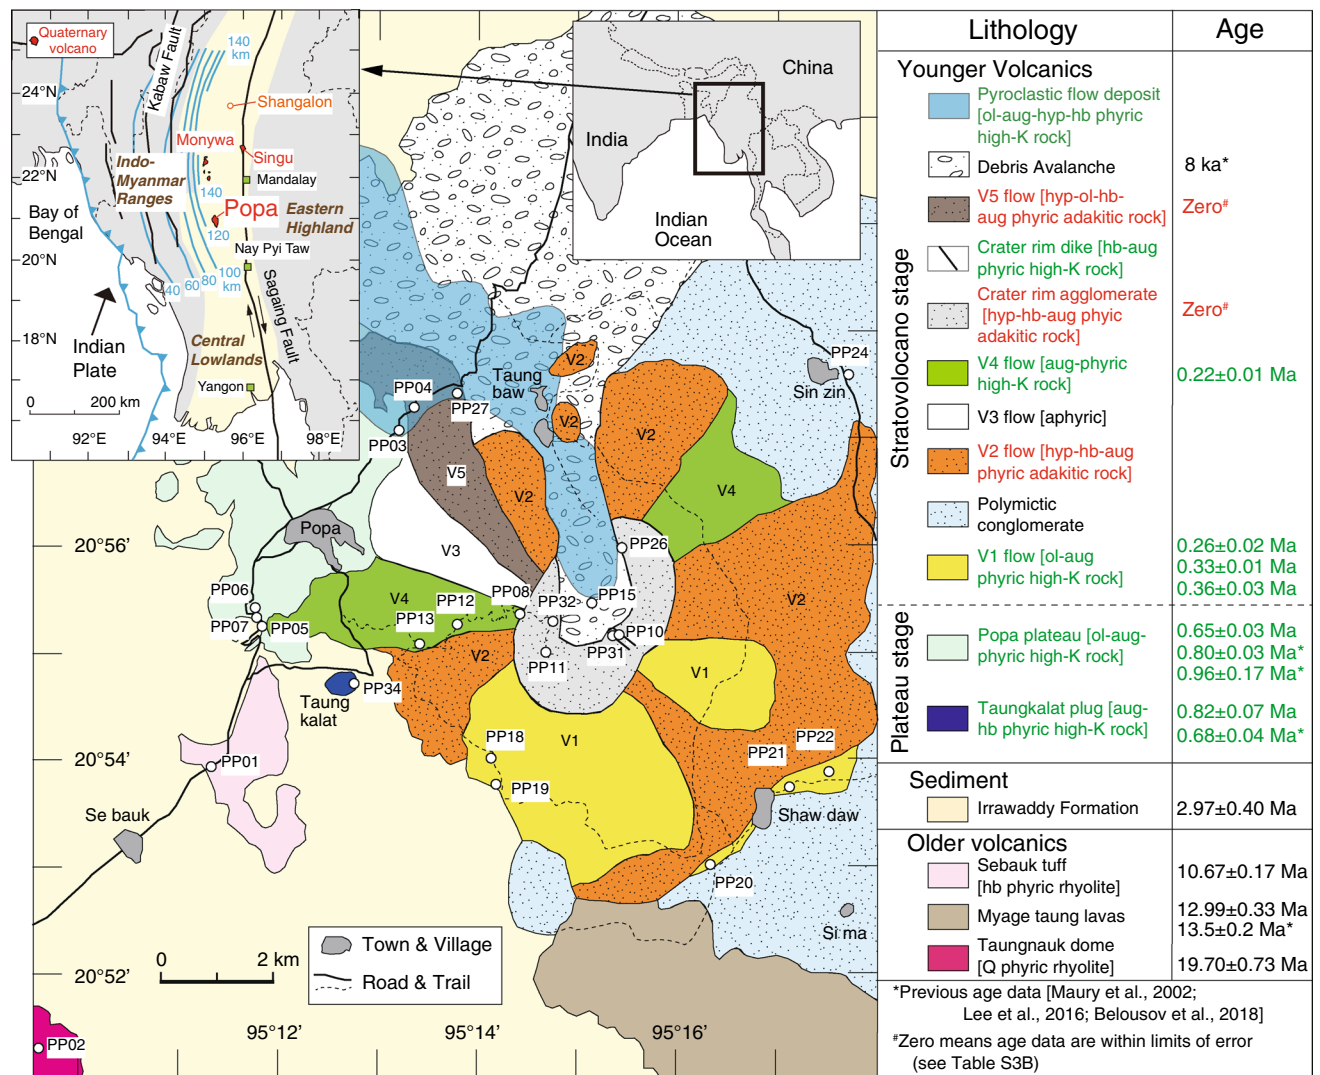 Quaternary
volcano
24°N
22°N
20°N
18°N
92°E
94°E
96°E
98°E
Kabaw Fault
140
km
Shangalon
Monywa
Singu
Mandalay
Indo-
Myanmar
Ranges
140
Popa
Eastern
Highland
120
Bay of
Bengal
Nay Pyi Taw
40
60
80
100
km
Sagaing Fault
Indian
Plate
Central
Lowlands
Yangon
0
200 km
China
India
Indian
Ocean
PP24
Sin zin
V2
Taung
baw
PP04
PP27
PP03
V2
V2
V5
V2
V4
Popa
V3
PP26
V2
PP06
PP07
PP05
V4
PP13
PP12
PP08
PP32
PP15
PP10
PP31
PP11
V2
V1
PP34
Taung
kalat
PP18
V1
PP19
PP21
PP22
PP01
Se bauk
Shaw daw
PP20
Si ma
PP02
20°56’
20°54’
20°52’
95°12’
95°14’
95°16’
0
2 km
Town & Village
Road & Trail
Lithology
Age
Younger Volcanics
Stratovolcano stage
Pyroclastic flow deposit
[ol-aug-hyp-hb phyric
high-K rock]
Debris Avalanche
8 ka*
V5 flow [hyp-ol-hb-
aug phyric adakitic rock]
Zero#
Crater rim dike [hb-aug
phyric high-K rock]
Crater rim agglomerate
[hyp-hb-aug phyic
adakitic rock]
Zero#
V4 flow [aug-phyric
high-K rock]
0.22±0.01 Ma
V3 flow [aphyric]
V2 flow [hyp-hb-aug
phyric adakitic rock]
Polymictic
conglomerate
V1 flow [ol-aug
phyric high-K rock]
0.26±0.02 Ma
0.33±0.01 Ma
0.36±0.03 Ma
Plateau stage
Popa plateau [ol-aug-
phyric high-K rock]
0.65±0.03 Ma
0.80±0.03 Ma*
0.96±0.17 Ma*
Taungkalat plug [aug-
hb phyric high-K rock]
0.82±0.07 Ma
0.68±0.04 Ma*
Sediment
Irrawaddy Formation
2.97±0.40 Ma
Older volcanics
Sebauk tuff
[hb phyric rhyolite]
10.67±0.17 Ma
Myage taung lavas
12.99±0.33 Ma
13.5±0.2 Ma*
Taungnauk dome
[Q phyric rhyolite]
19.70±0.73 Ma
*Previous age data [Maury et al., 2002;
Lee et al., 2016; Belousov et al., 2018]
#Zero means age data are within limits of error
(see Table S3B)